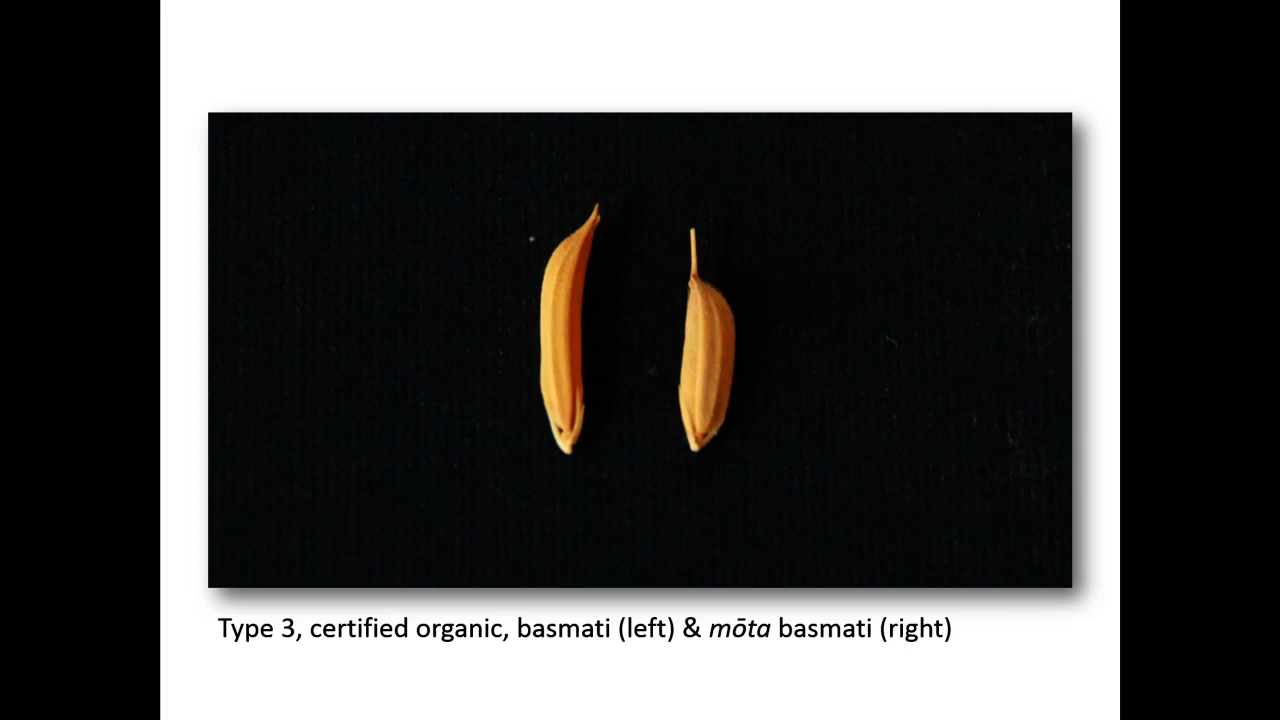 Type 3, certified organic, basmati (left) & mōta basmati (right)